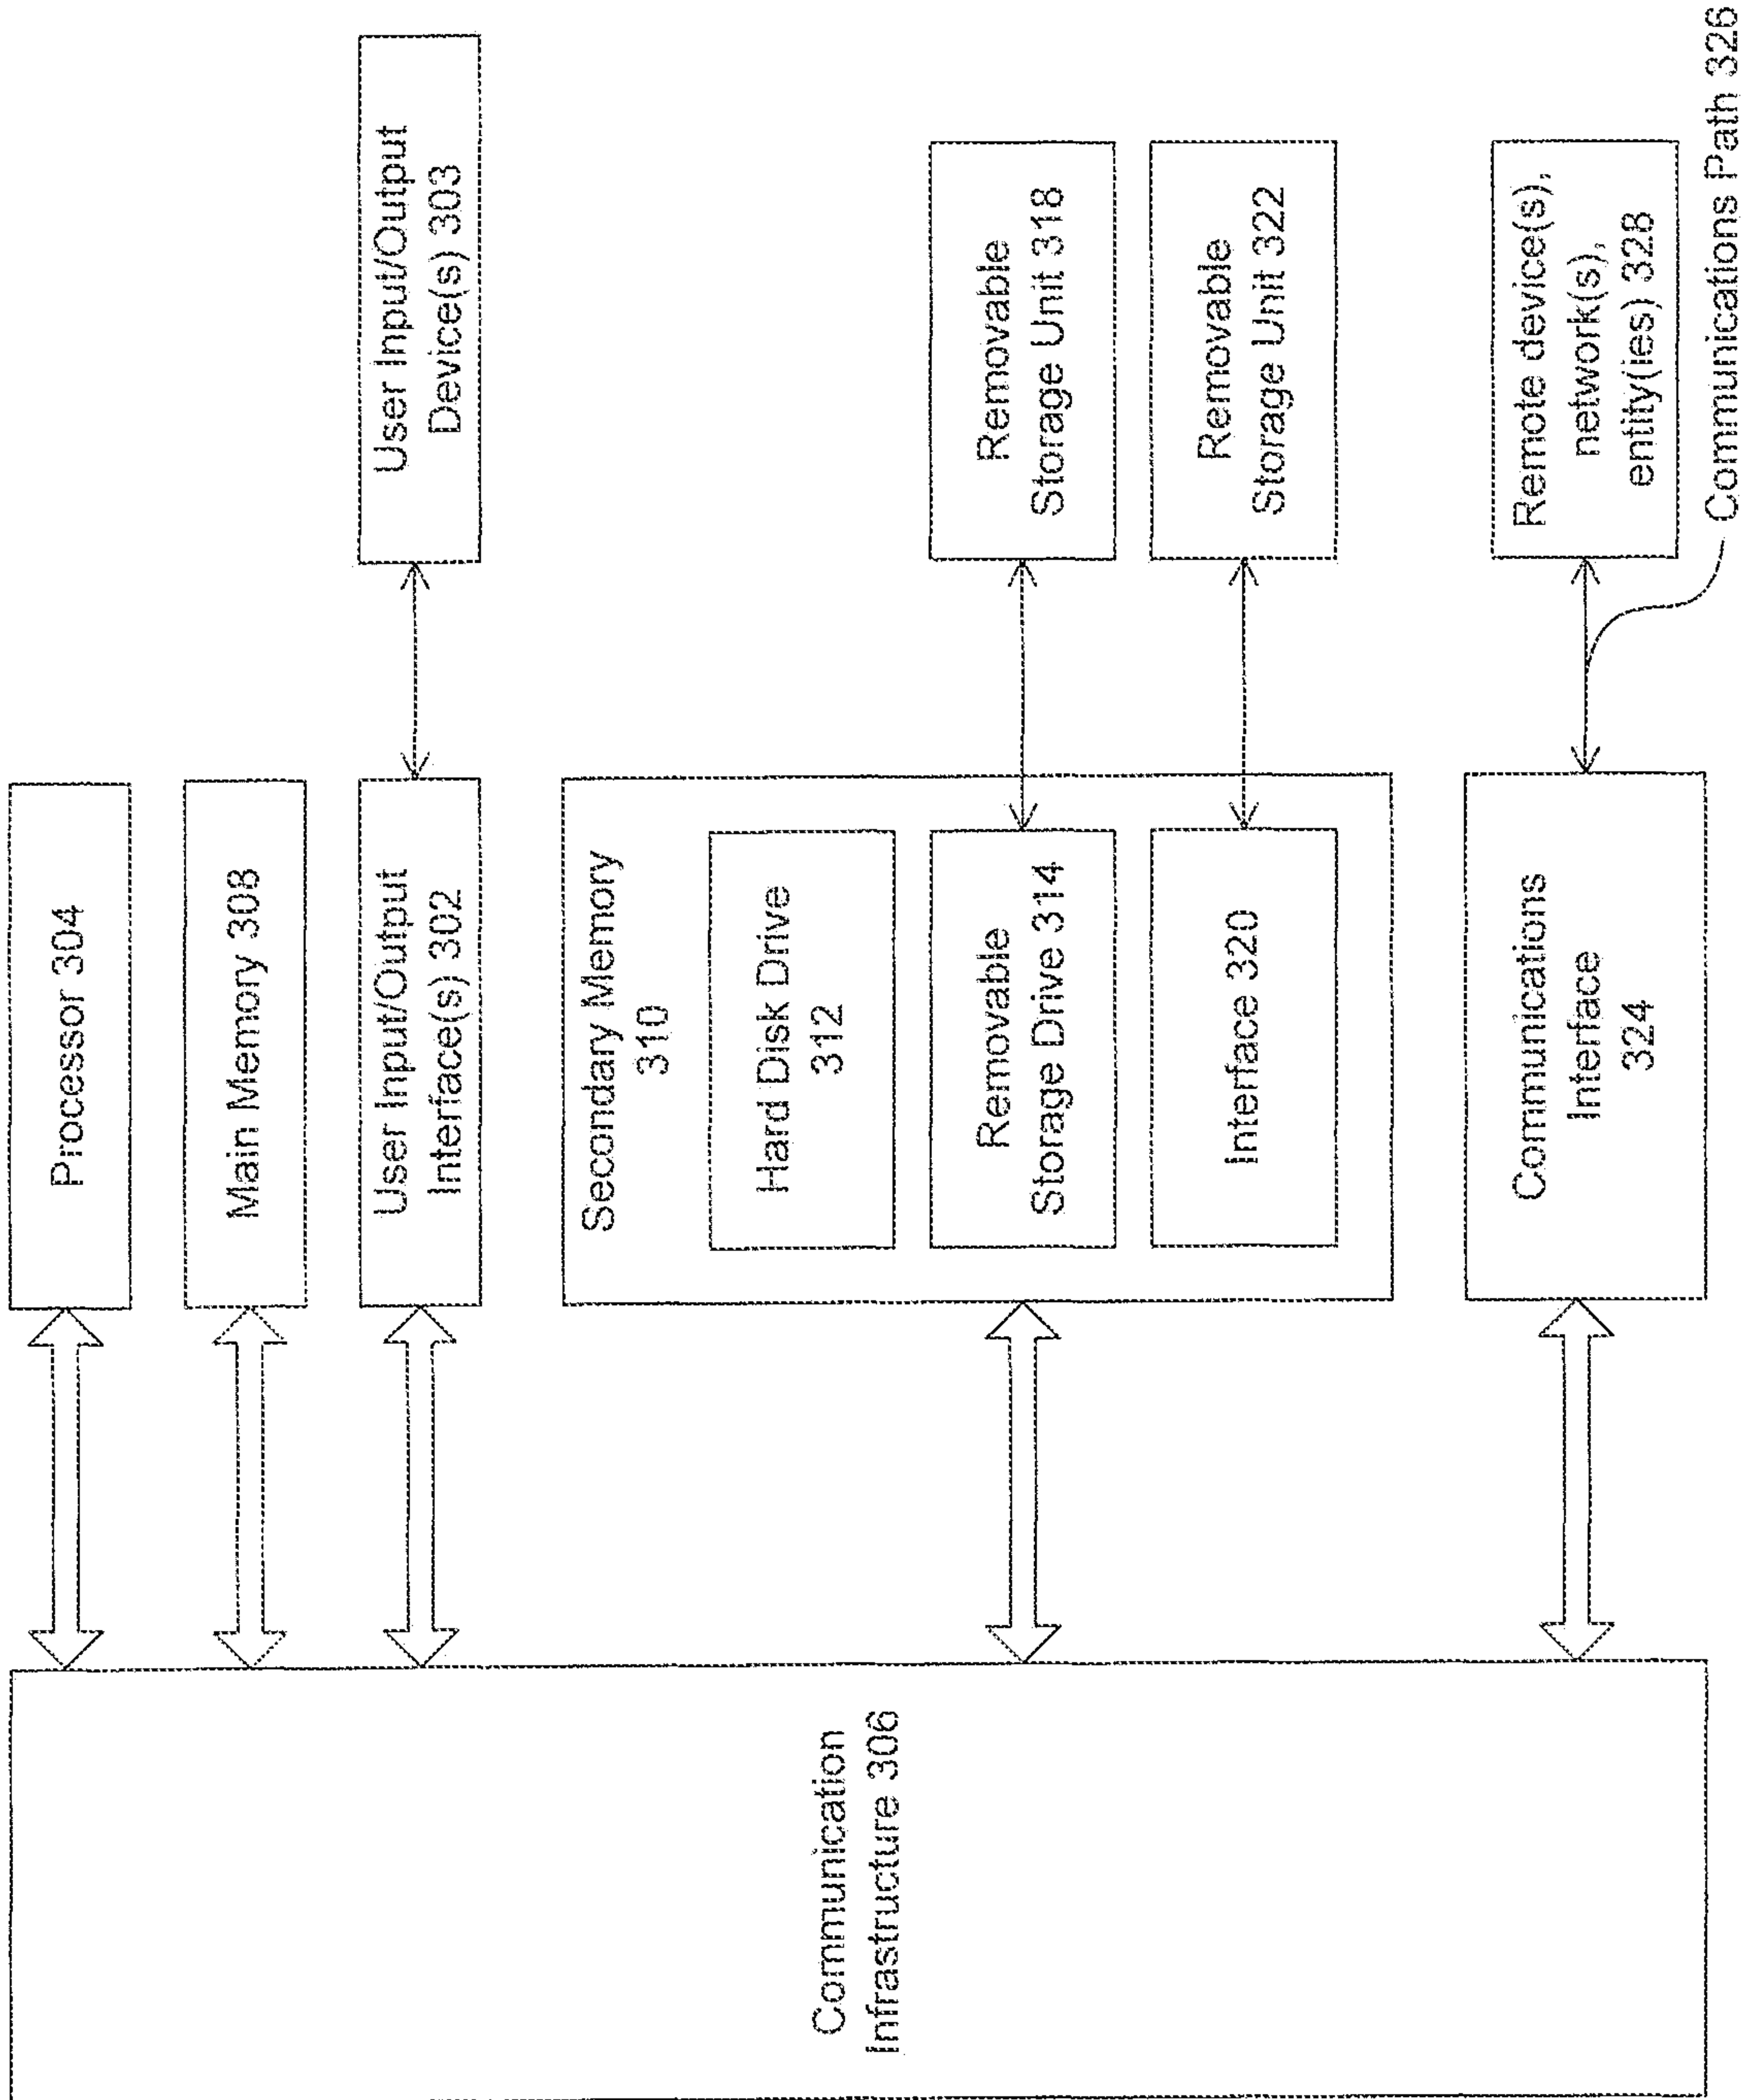 Processor 304
Main Memory 308
User Input/Output
Interface(s) 302
User Input/Output
Device(s) 303
Secondary Memory
310
Hard Disk Drive
312
Removable
Storage Drive 314
Removable
Storage Unit 318
Interface 320
Removable
Storage Unit 322
Communications
Interface
324
Remote device(s),
network(s),
entity(ies) 328
Communications Path 326
Communication
Infrastructure 306